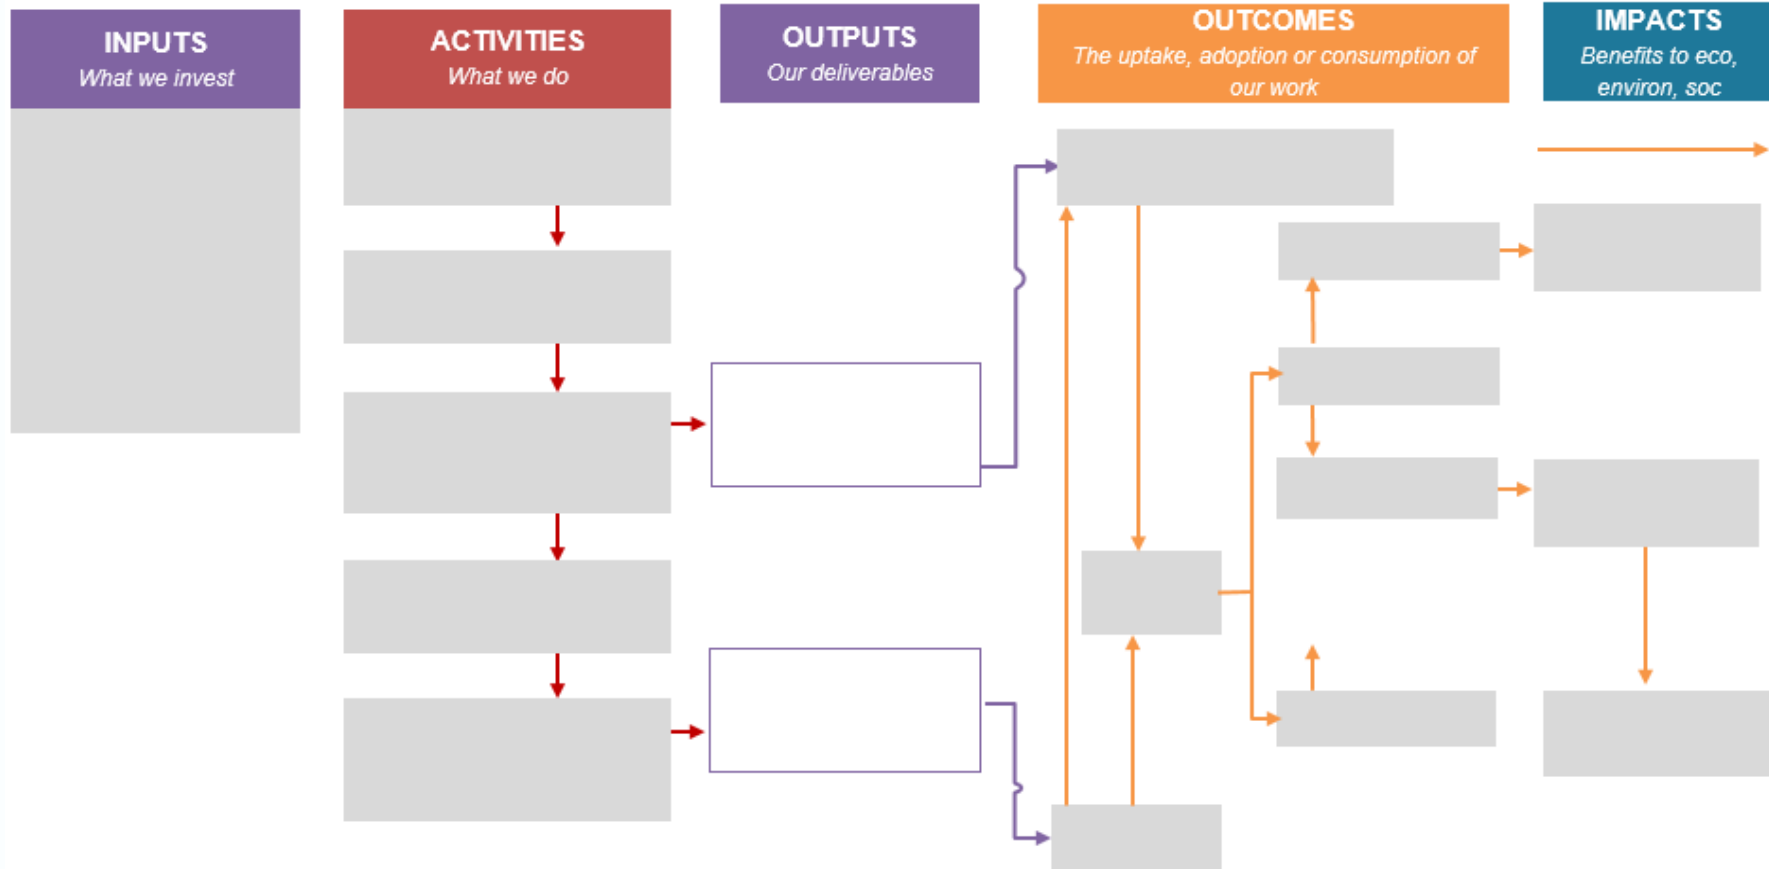 INPUTS
What we invest
ACTIVITIES
What we do
OUTPUTS
Our deliverables
OUTCOMES
The uptake, adoption or consumption of
our work
IMPACTS
Benefits to eco,
environ, soc